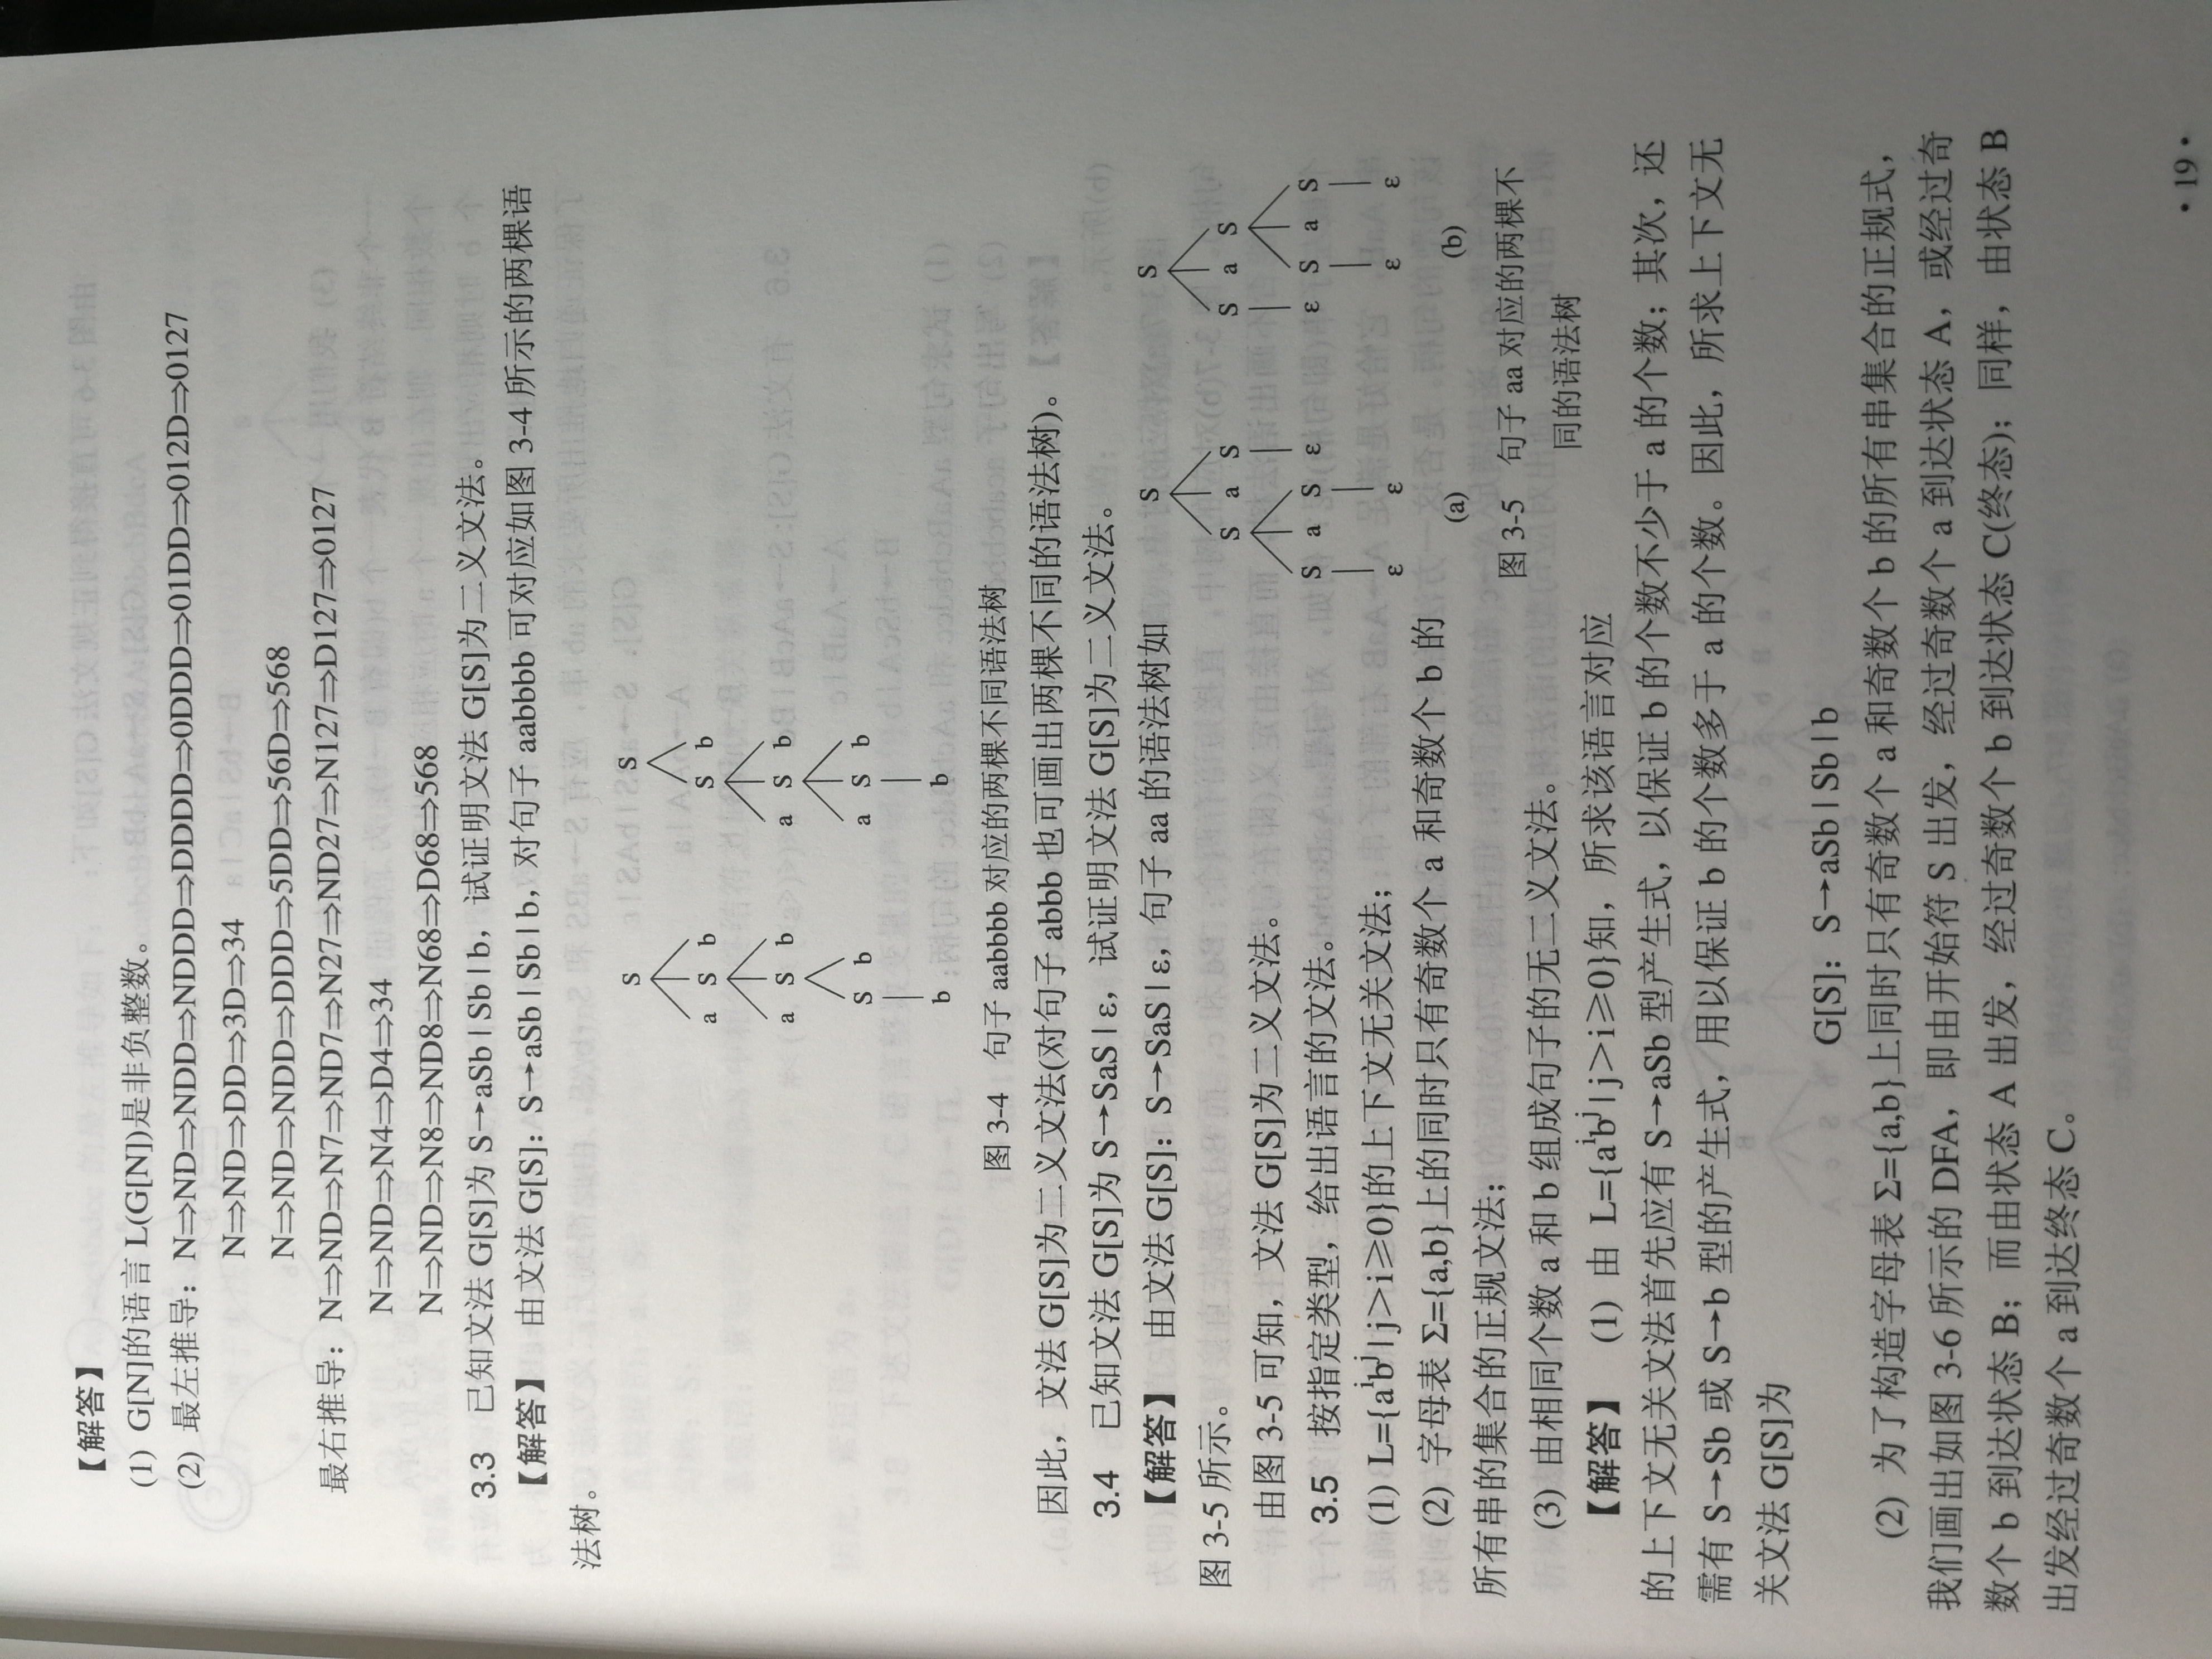 【解答】
(1) G[N]的语言 L(G[N])是非负整数。
(2) 最左推导：N⇒ND⇒NDD⇒NDDD⇒DDDD⇒0DDD⇒01DD⇒012D⇒0127
N⇒ND⇒DD⇒3D⇒34
N⇒ND⇒NDD⇒DDD⇒5DD⇒56D⇒568
最右推导：N⇒ND⇒N7⇒ND7⇒N27⇒ND27⇒N127⇒D127⇒0127
N⇒ND⇒N4⇒D4⇒34
N⇒ND⇒N8⇒ND8⇒N68⇒D68⇒568
3.3 已知文法 G[S]为 S→aSb|Sb|b，试证明文法 G[S]为二义文法。
【解答】 由文法 G[S]：S→aSb|Sb|b，对句子 aabbbb 可对应如图 3-4 所示的两棵语
法树。
S S
a S b S b
a S b a S b
S b a S b
b b
图 3-4 句子 aabbbb 对应的两棵不同语法树
因此，文法 G[S]为二义文法(对句子 abbb 也可画出两棵不同的语法树)。
3.4 已知文法 G[S]为 S→SaS|ε，试证明文法 G[S]为二义文法。
【解答】 由文法 G[S]：S→SaS|ε，句子 aa 的语法树如
图 3-5 所示。
由图 3-5 可知，文法 G[S]为二义文法。
S S
S a S S a S
S a S ε ε S a S
ε ε ε ε
(a) (b)
图 3-5 句子 aa 对应的两棵不
同的语法树
3.5 按指定类型，给出语言的文法。
(1) L={aⁱbʲ|j>i≥0}的上下文无关文法；
(2) 字母表 Σ={a,b}上的同时只有奇数个 a 和奇数个 b 的
所有串的集合的正规文法；
(3) 由相同个数 a 和 b 组成句子的无二义文法。
【解答】 (1) 由 L={aⁱbʲ|j>i≥0}知，所求该语言对应
的上下文无关文法首先应有 S→aSb 型产生式，以保证 b 的个数不少于 a 的个数；其次，还
需有 S→Sb 或 S→b 型的产生式，用以保证 b 的个数多于 a 的个数。因此，所求上下文无
关文法 G[S]为
G[S]：S→aSb|Sb|b
(2) 为了构造字母表 Σ={a,b}上同时只有奇数个 a 和奇数个 b 的所有串集合的正规式，
我们画出如图 3-6 所示的 DFA，即由开始符 S 出发，经过奇数个 a 到达状态 A，或经过奇
数个 b 到达状态 B；而由状态 A 出发，经过奇数个 b 到达状态 C(终态)；同样，由状态 B
出发经过奇数个 a 到达终态 C。
• 19 •